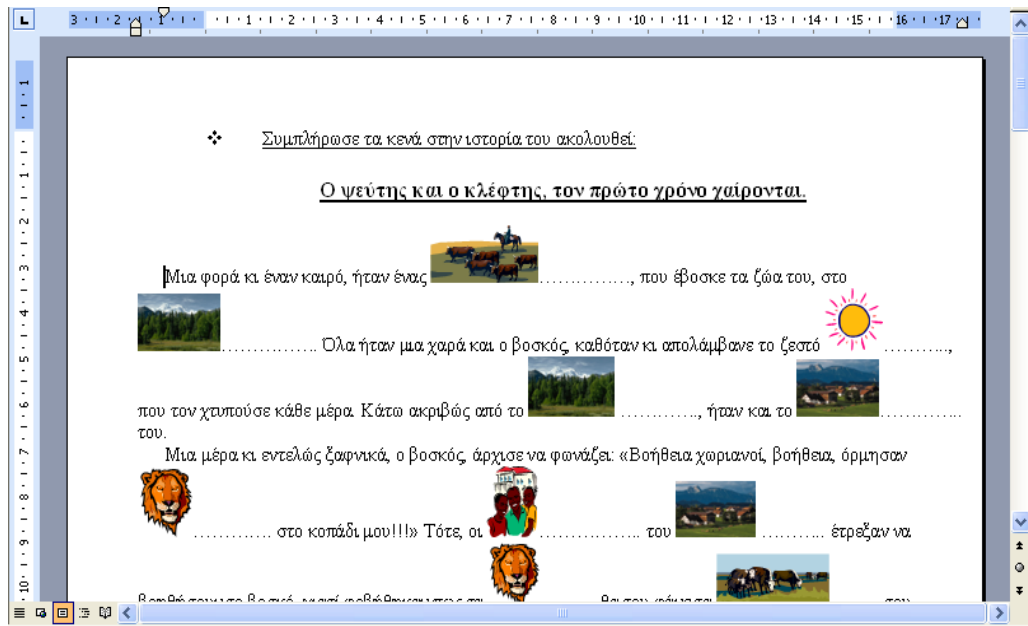 Συμπλήρωσε τα κενά στην ιστορία του ακολουθεί:
Ο ψεύτης και ο κλέφτης, τον πρώτο χρόνο χαίρονται.
Μια φορά κι έναν καιρό, ήταν ένας ……………, που έβοσκε τα ζώα του, στο
……………. Όλα ήταν μια χαρά και ο βοσκός, καθόταν κι απολάμβανε το ζεστό ………..,
που τον χτυπούσε κάθε μέρα. Κάτω ακριβώς από το …………., ήταν και το ………….
του.
Μια μέρα κι εντελώς ξαφνικά, ο βοσκός, άρχισε να φωνάζει: «Βοήθεια χωριανοί, βοήθεια, όρμησαν
…………. στο κοπάδι μου!!!» Τότε, οι ……………. του ……….. έτρεξαν να